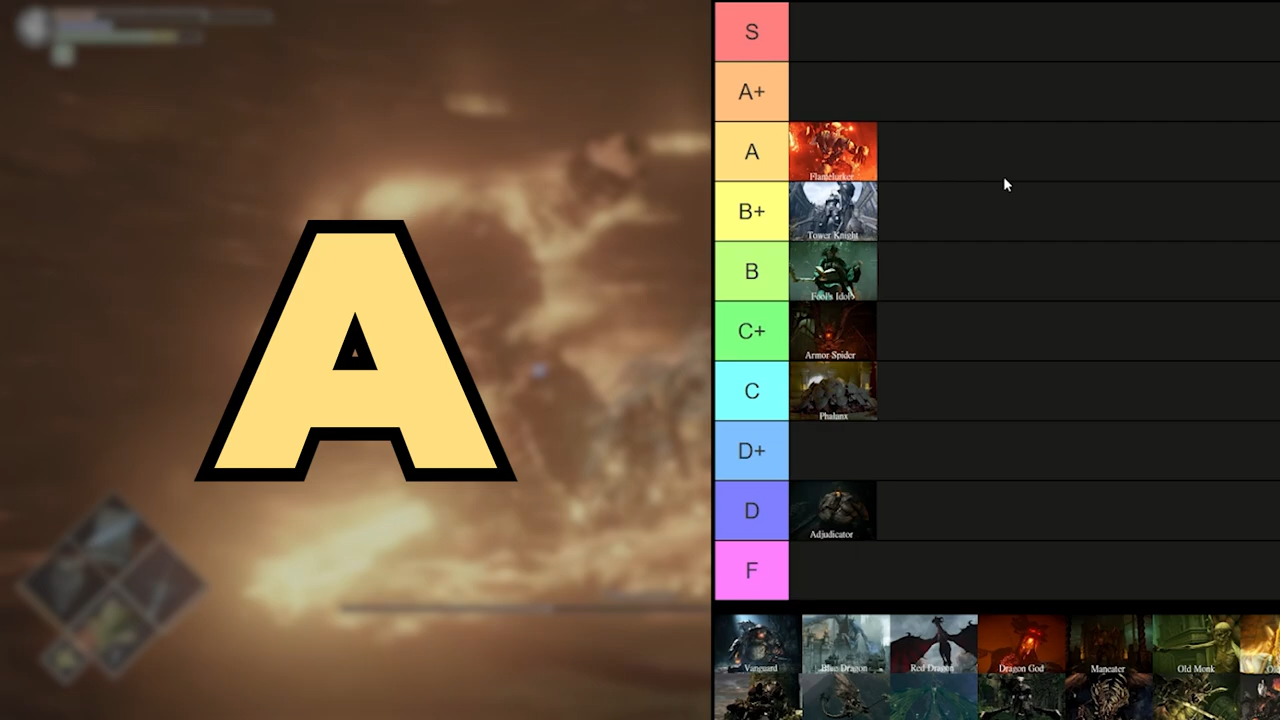 A
S
A+
A
Flamelurker
B+
Tower Knight
B
Fool's Idol
C+
Armor Spider
C
Phalanx
D+
D
Adjudicator
F
Vanguard
Blue Dragon
Red Dragon
Dragon God
Maneater
Old Monk